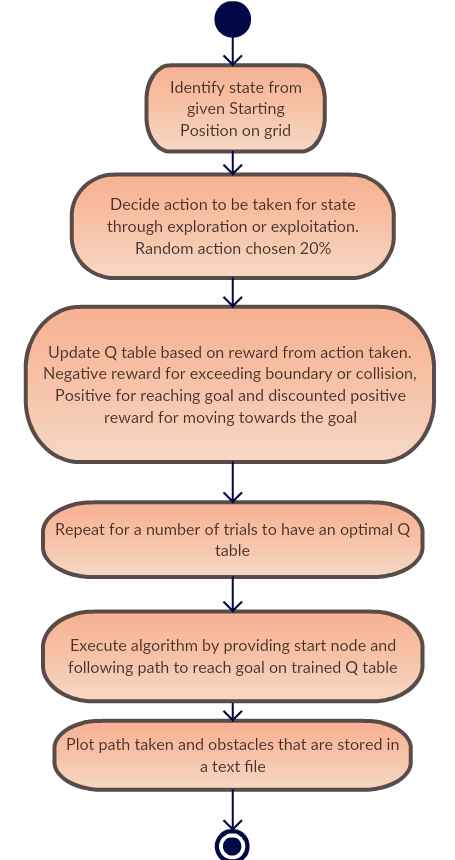 Identify state from
given Starting
Position on grid
Decide action to be taken for state
through exploration or exploitation.
Random action chosen 20%
Update Q table based on reward from action taken.
Negative reward for exceeding boundary or collision,
Positive for reaching goal and discounted positive
reward for moving towards the goal
Repeat for a number of trials to have an optimal Q
table
Execute algorithm by providing start node and
following path to reach goal on trained Q table
Plot path taken and obstacles that are stored in
a text file